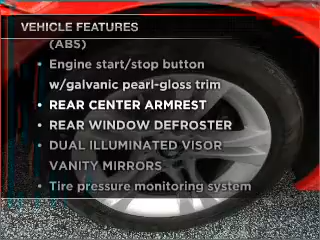 VEHICLE FEATURES
(ABS)
• Engine start/stop button
w/galvanic pearl-gloss trim
• REAR CENTER ARMREST
• REAR WINDOW DEFROSTER
• DUAL ILLUMINATED VISOR
VANITY MIRRORS
• Tire pressure monitoring system